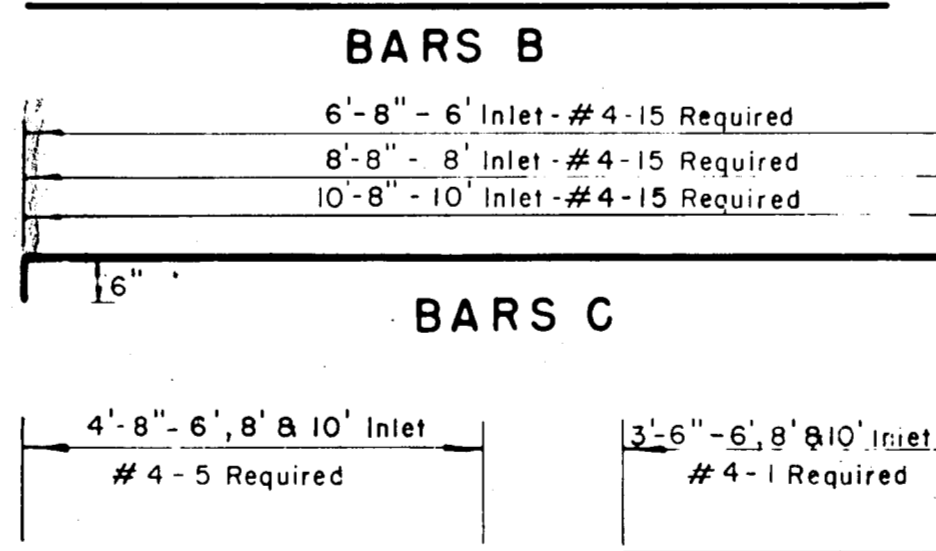 BARS B
6'-8" - 6' Inlet - # 4-15 Required
8'-8" - 8' Inlet - # 4-15 Required
10'-8" - 10' Inlet - # 4-15 Required
6"
BARS C
4'-8" - 6', 8' & 10' Inlet
# 4-5 Required
3'-6" - 6', 8' & 10' Inlet
# 4-1 Required